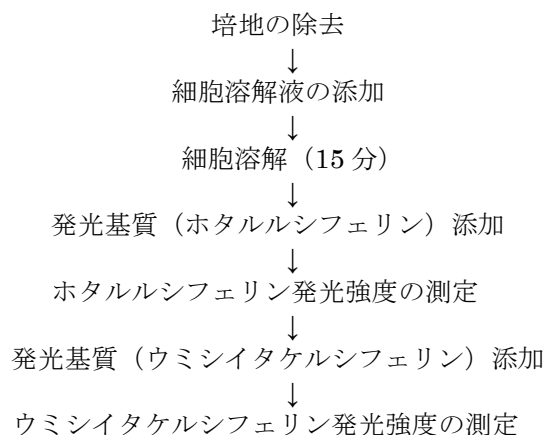 培地の除去
↓
細胞溶解液の添加
↓
細胞溶解（15 分）
↓
発光基質（ホタルルシフェリン）添加
↓
ホタルルシフェリン発光強度の測定
↓
発光基質（ウミシイタケルシフェリン）添加
↓
ウミシイタケルシフェリン発光強度の測定